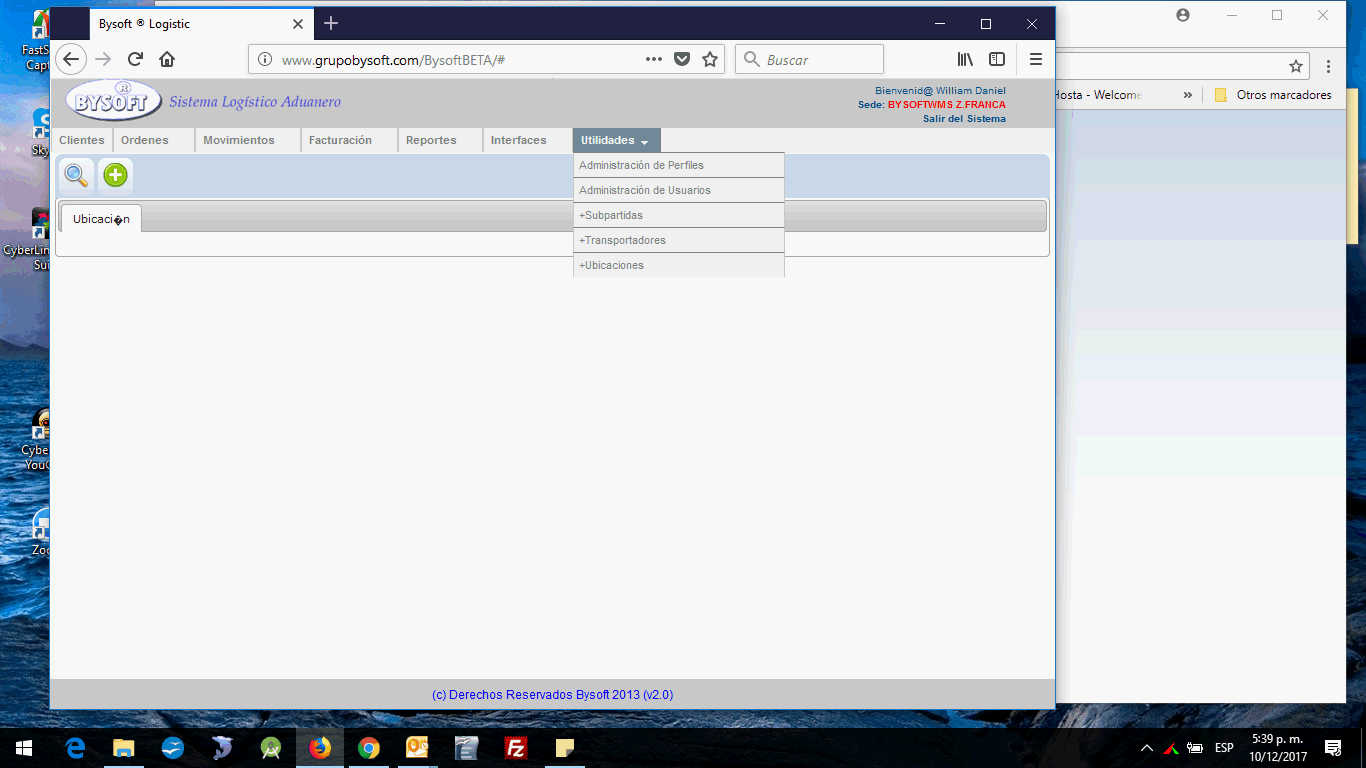 Bysoft ® Logistic
www.grupobysoft.com/BysoftBETA/#
Buscar
BYSOFT
®
Sistema Logístico Aduanero
Bienvenid@ William Daniel
Sede: BYSOFTWMS Z.FRANCA
Salir del Sistema
Clientes
Ordenes
Movimientos
Facturación
Reportes
Interfaces
Utilidades
Administración de Perfiles
Administración de Usuarios
+Subpartidas
+Transportadores
+Ubicaciones
Ubicaci�n
(c) Derechos Reservados Bysoft 2013 (v2.0)
Hosta - Welcome
»
Otros marcadores
FastS
Capt
Sky
CyberLin
Sui
Cybe
YouC
Zoo
ESP
5:39 p. m.
10/12/2017